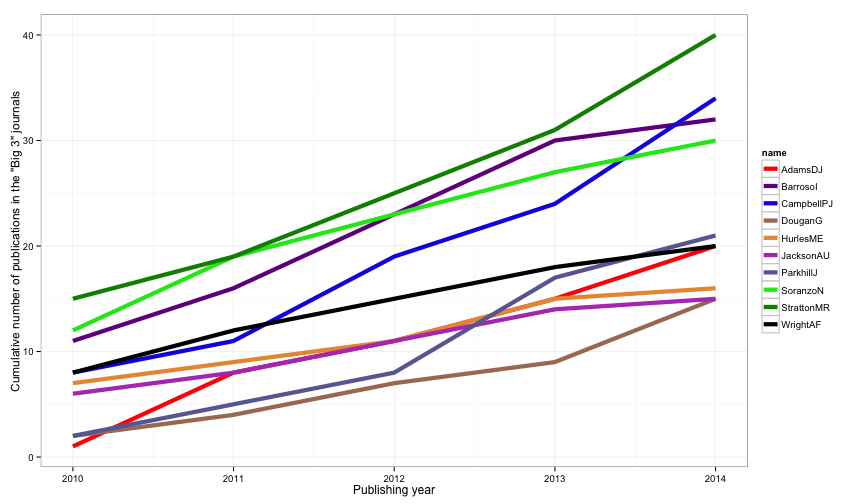 Cumulative number of publications in the "Big 3" journals
40
30
20
10
0
2010 2011 2012 2013 2014
Publishing year
name
AdamsDJ
BarrosoI
CampbellPJ
DouganG
HurlesME
JacksonAU
ParkhillJ
SoranzoN
StrattonMR
WrightAF